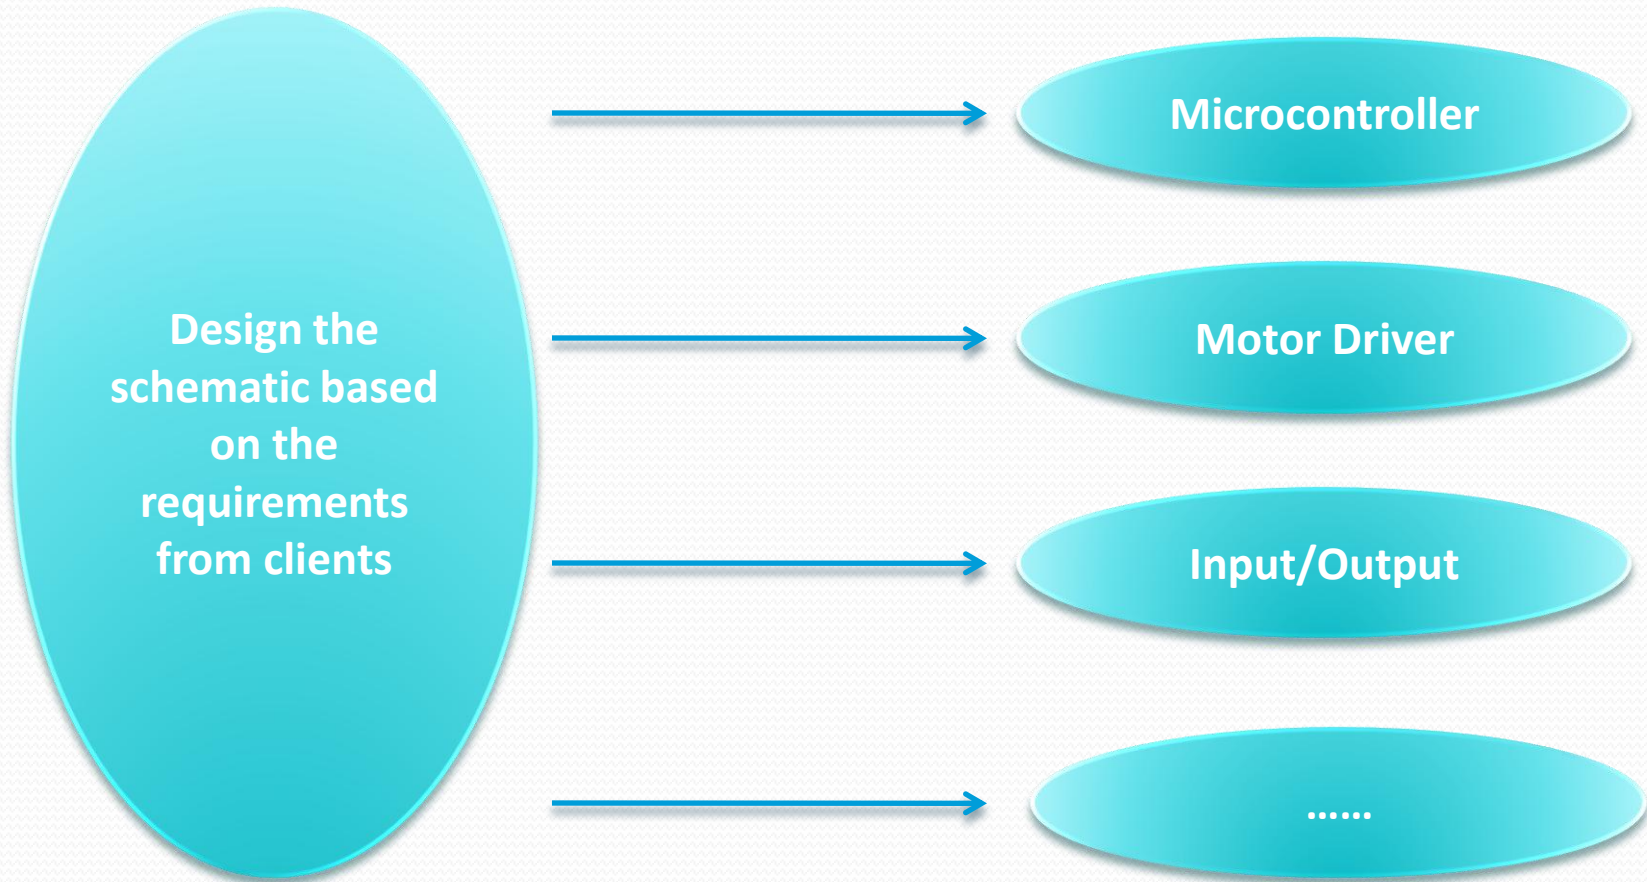 Design the
schematic based
on the
requirements
from clients
Microcontroller
Motor Driver
Input/Output
......